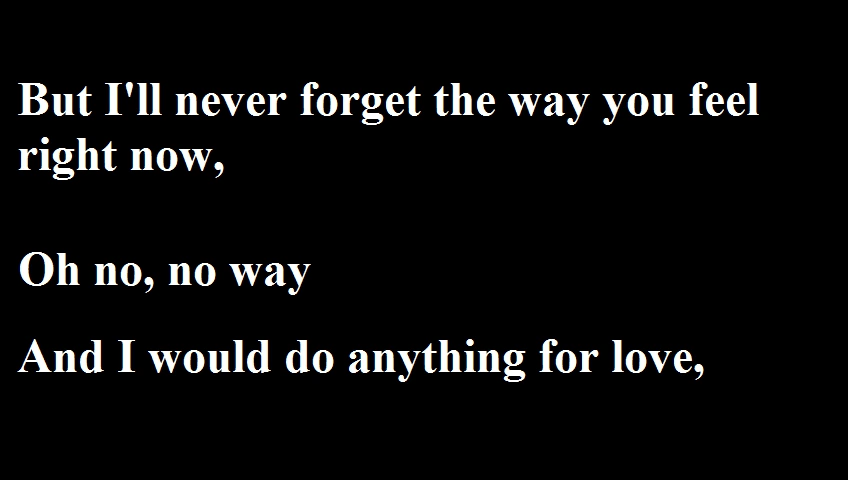 But I'll never forget the way you feel
right now,
Oh no, no way
And I would do anything for love,